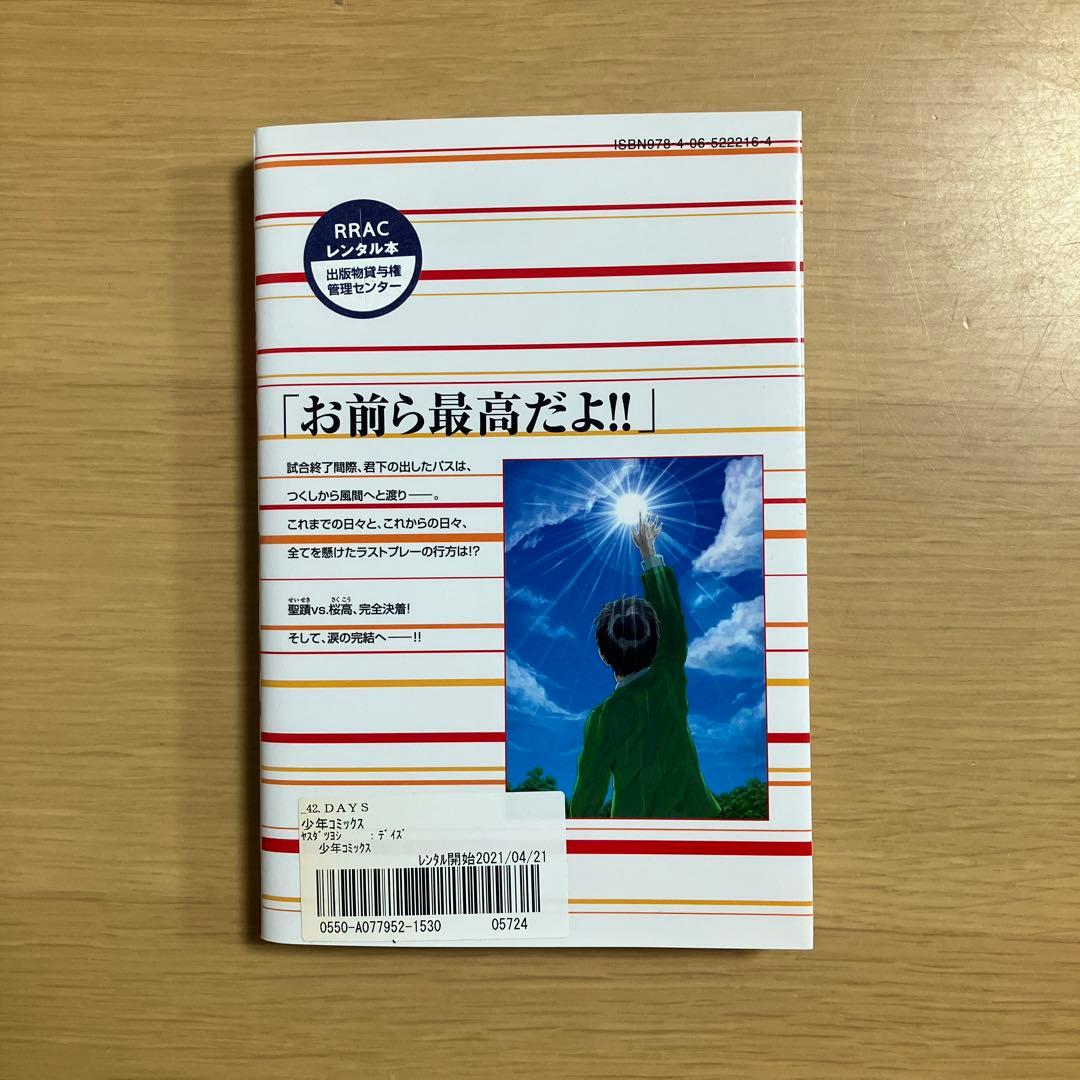 ISBN978-4-06-522216-4
RRAC
レンタル本
出版物貸与権
管理センター
「お前ら最高だよ!!」
試合終了間際、君下の出したパスは、
つくしから風間へと渡り――。
これまでの日々と、これからの日々、
全てを懸けたラストプレーの行方は!?
せいせき さくこう
聖蹟vs.桜高、完全決着!
そして、涙の完結へ――!!
_42.DAYS
少年コミックス
ﾔｽﾀﾞﾂﾖｼ :ﾃﾞｲｽﾞ
少年ｺﾐｯｸｽ
ﾚﾝﾀﾙ開始2021/04/21
0550-A077952-1530 05724